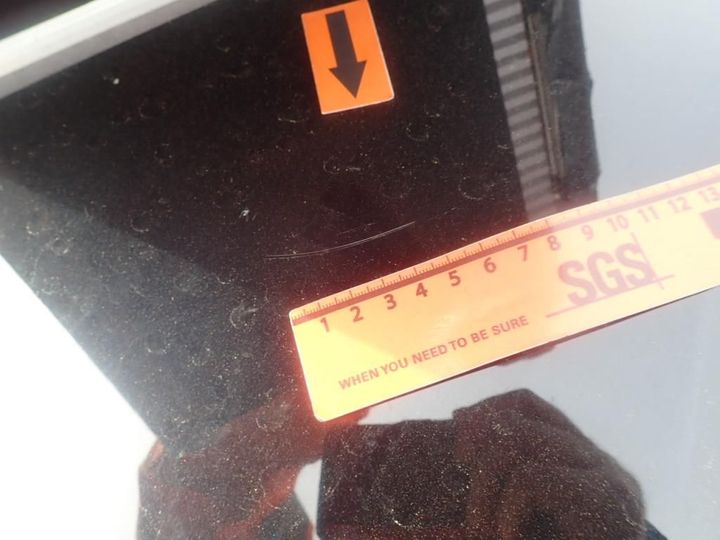 1 2 3 4 5 6 7 8 9 10 11 12 13
SGS
WHEN YOU NEED TO BE SURE